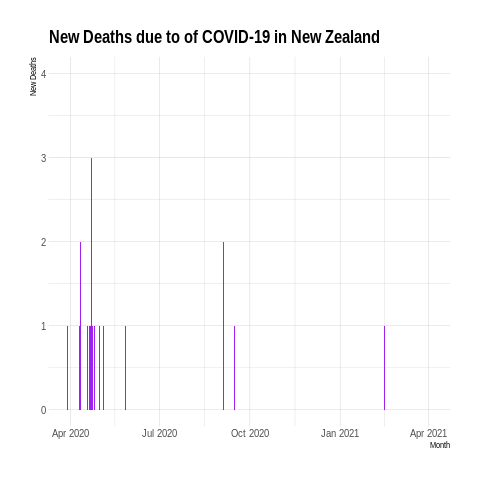 New Deaths due to of COVID-19 in New Zealand
New Deaths
4
3
2
1
0
Apr 2020 Jul 2020 Oct 2020 Jan 2021 Apr 2021
Month